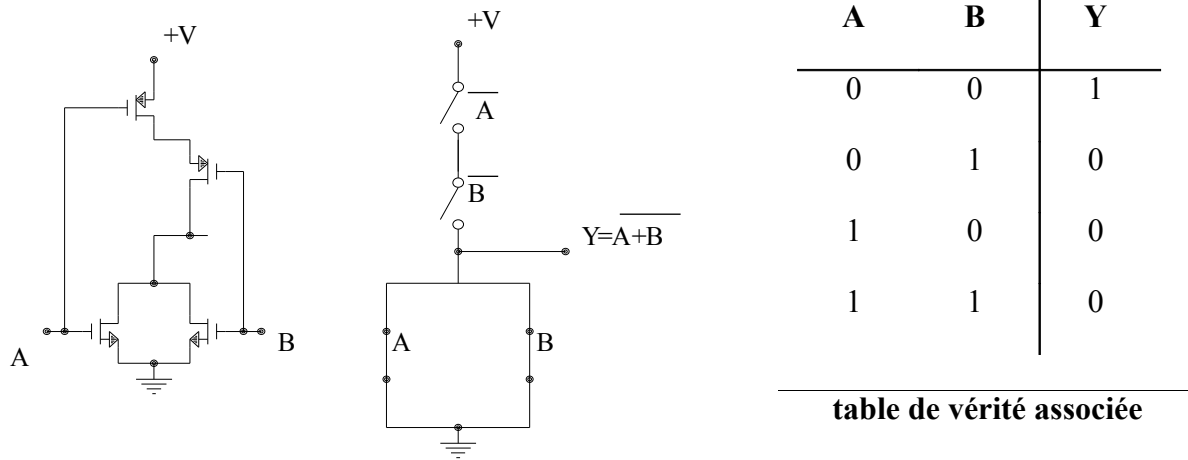 +V
A
B
+V
A̅
B̅
Y=A̅+̅B̅
A
B
A B Y
0 0 1
0 1 0
1 0 0
1 1 0
table de vérité associée